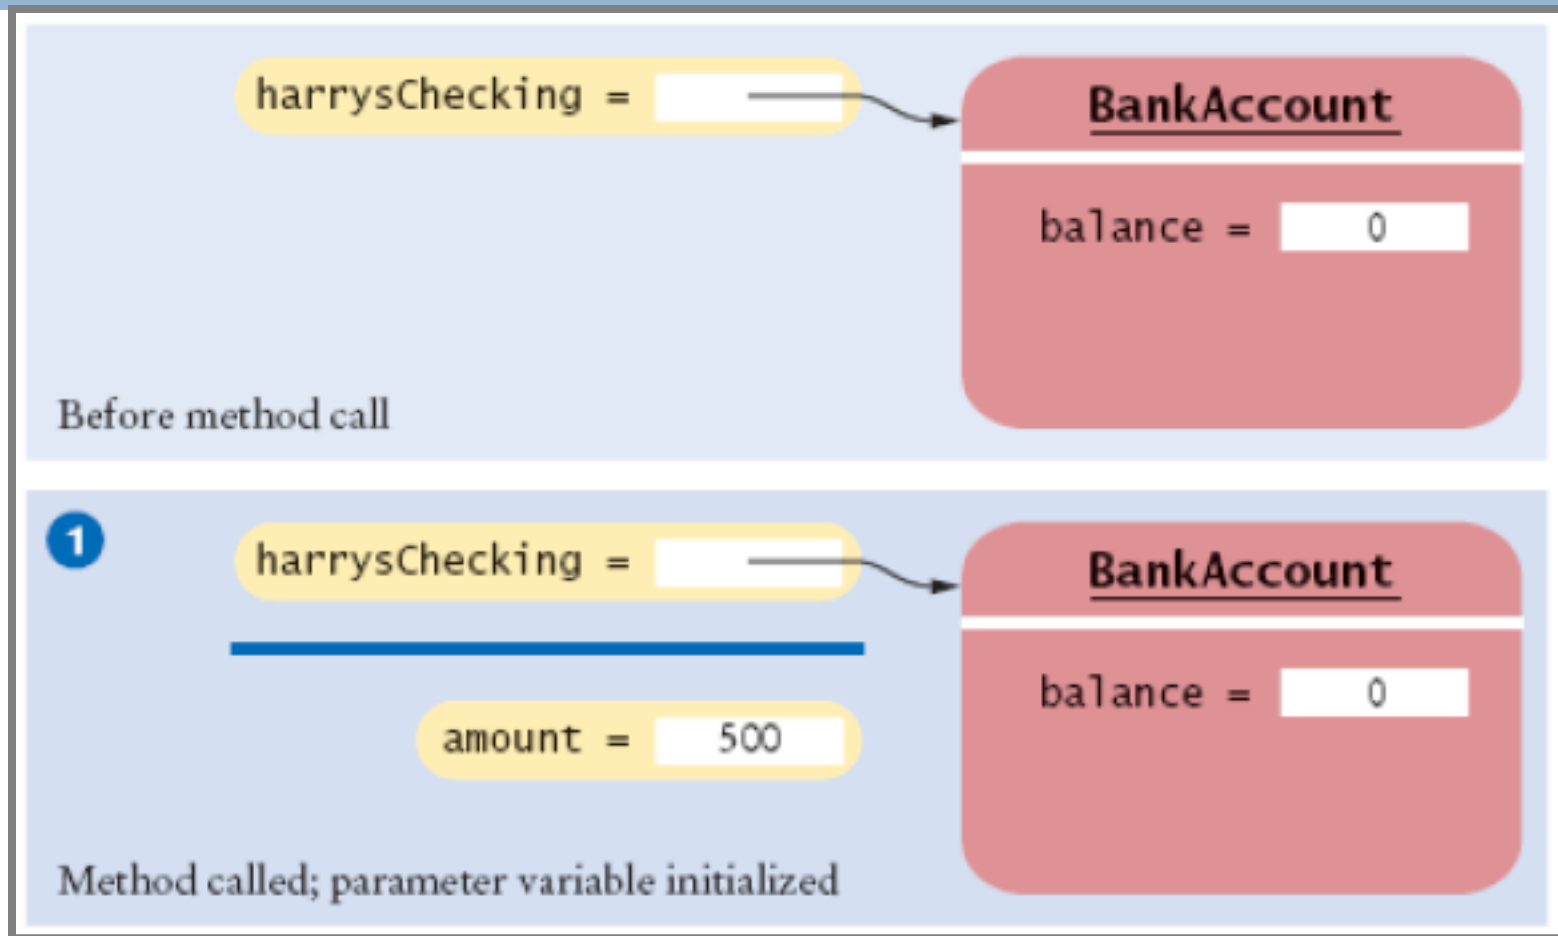 harrysChecking =
BankAccount
balance = 0
Before method call
1
harrysChecking =
BankAccount
balance = 0
amount = 500
Method called; parameter variable initialized